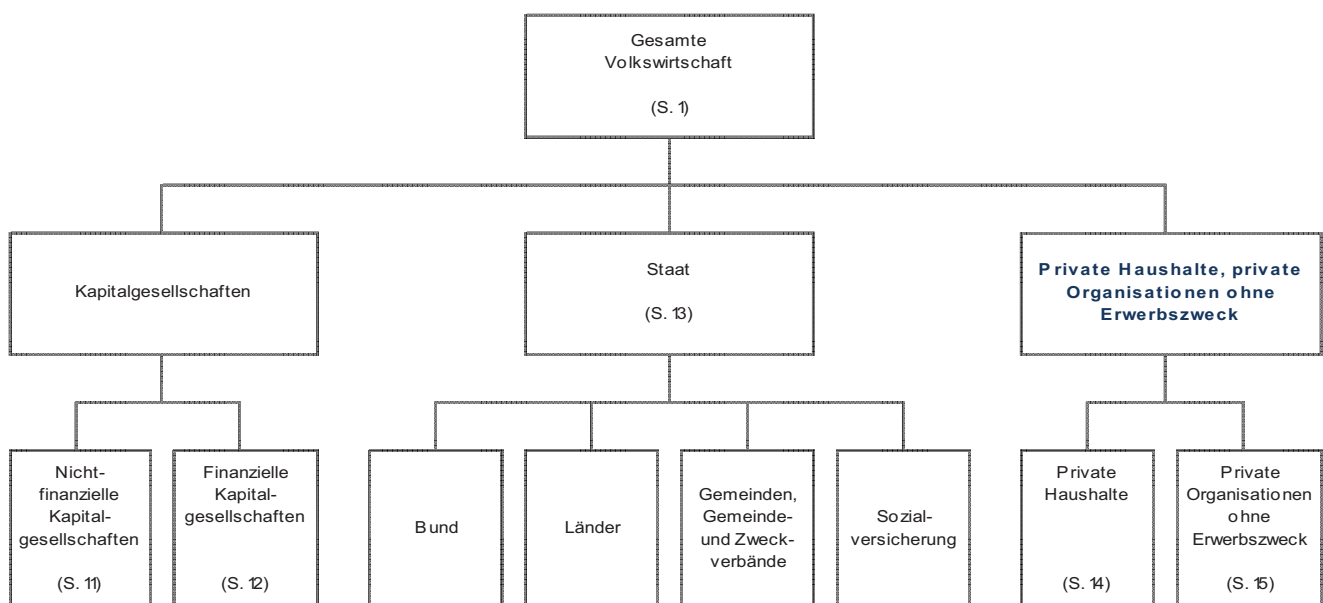 Gesamte
Volkswirtschaft
(S. 1)
Kapitalgesellschaften
Staat
(S. 13)
Private Haushalte, private
Organisationen ohne
Erwerbszweck
Nicht-
finanzielle
Kapital-
gesellschaften
(S. 11)
Finanzielle
Kapital-
gesellschaften
(S. 12)
Bund
Länder
Gemeinden,
Gemeinde-
und Zweck-
verbände
Sozial-
versicherung
Private
Haushalte
(S. 14)
Private
Organisationen
ohne
Erwerbszweck
(S. 15)